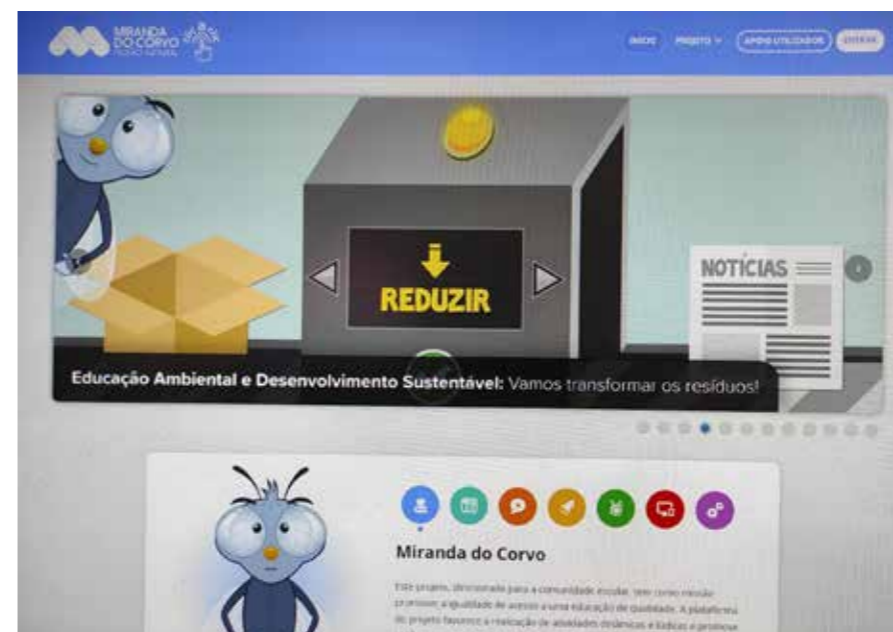 MIRANDA
DO CORVO
INÍCIO PROJETO APOIO UTILIZADOR ENTRAR
REDUZIR
NOTÍCIAS
Educação Ambiental e Desenvolvimento Sustentável: Vamos transformar os resíduos!
Miranda do Corvo
Este projeto, direcionado para a comunidade escolar, tem como missão
promover a igualdade de acesso a uma educação de qualidade. A plataforma
do projeto favorece a realização de atividades dinâmicas e lúdicas e promove